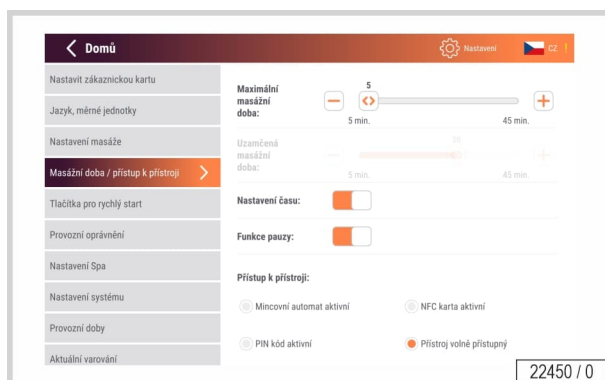 Domů
Nastavení
CZ !
Nastavit zákaznickou kartu
Jazyk, měrné jednotky
Nastavení masáže
Masážní doba / přístup k přístroji
Tlačítka pro rychlý start
Provozní oprávnění
Nastavení Spa
Nastavení systému
Provozní doby
Aktuální varování
Maximální
masážní
doba:
5
5 min.
45 min.
Uzamčená
masážní
doba:
5 min.
45 min.
Nastavení času:
Funkce pauzy:
Přístup k přístroji:
Mincovní automat aktivní
NFC karta aktivní
PIN kód aktivní
Přístroj volně přístupný
22450 / 0